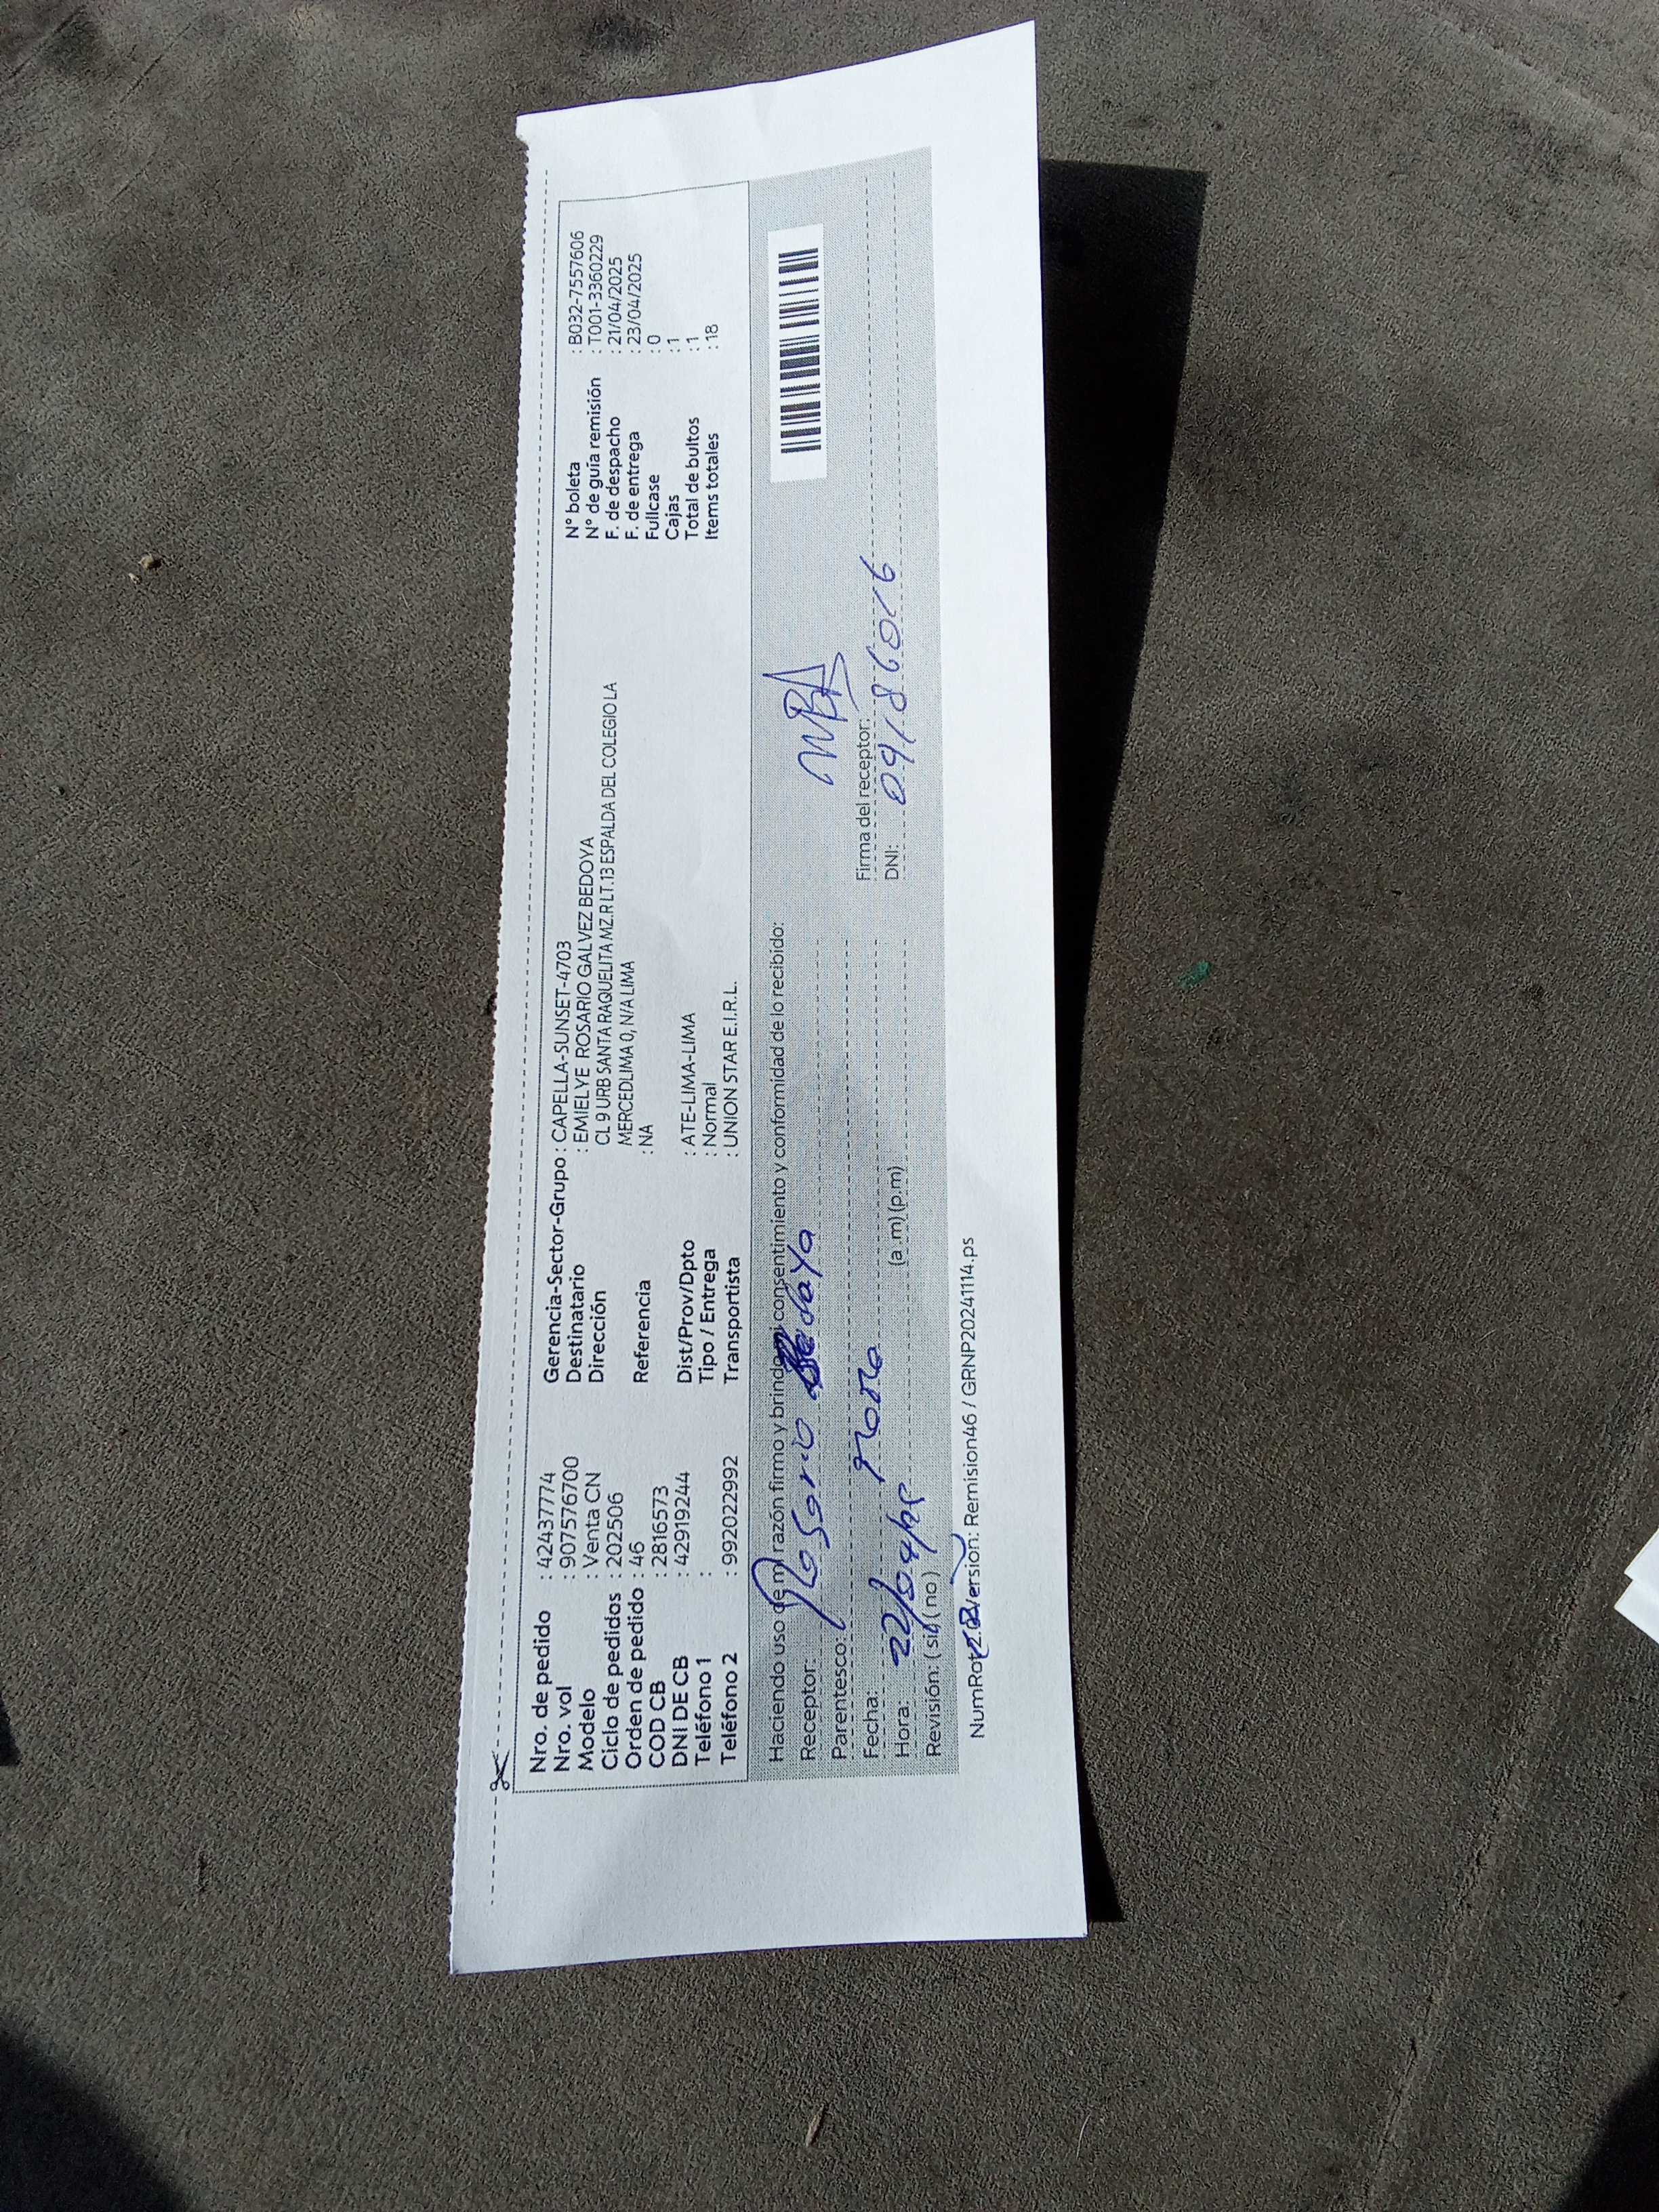 Nro. de pedido : 42437774
Nro. vol : 907576700
Modelo : Venta CN
Ciclo de pedidos : 202506
Orden de pedido : 46
COD CB : 2816573
DNI DE CB : 42919244
Teléfono 1 :
Teléfono 2 : 992022992
Gerencia-Sector-Grupo : CAPELLA-SUNSET-4703
Destinatario : EMIELYE ROSARIO GALVEZ BEDOYA
Dirección CL 9 URB SANTA RAQUELITA MZ.R LT.13 ESPALDA DEL COLEGIO LA
MERCEDLIMA 0, N/A LIMA
Referencia : NA
Dist/Prov/Dpto : ATE-LIMA-LIMA
Tipo / Entrega : Normal
Transportista : UNION STAR E.I.R.L.
N° boleta : B032-7557606
N° de guía remisión : T001-3360229
F. de despacho : 21/04/2025
F. de entrega : 23/04/2025
Fullcase : 0
Cajas : 1
Total de bultos : 1
Items totales : 18
Haciendo uso de mi razón firmo y brindo mi consentimiento y conformidad de lo recibido:
Receptor: Rosario Bedoya
Parentesco:
Fecha: 22/04/25
Hora: (a .m) (p.m)
Revisión: ( si) ( no )
Firma del receptor:
DNI: 09186016
Versión: Remision46 / GRNP20241114.ps